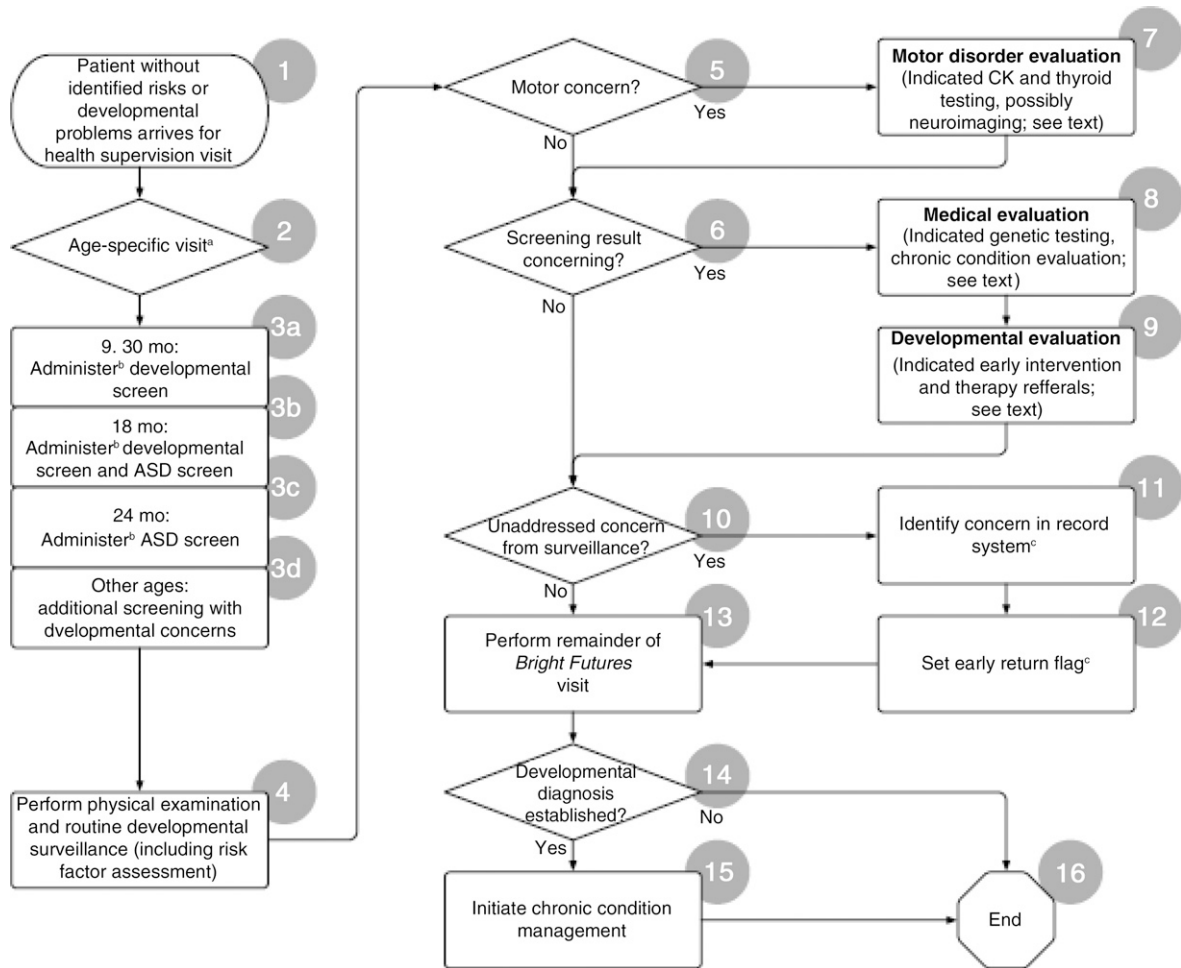 1
Patient without
identified risks or
developmental
problems arrives for
health supervision visit
2
Age-specific visitᵃ
3a
9. 30 mo:
Administerᵇ developmental
screen
3b
18 mo:
Administerᵇ developmental
screen and ASD screen
3c
24 mo:
Administerᵇ ASD screen
3d
Other ages:
additional screening with
dvelopmental concerns
4
Perform physical examination
and routine developmental
surveillance (including risk
factor assessment)
5
Motor concern?
Yes
No
7
Motor disorder evaluation
(Indicated CK and thyroid
testing, possibly
neuroimaging; see text)
6
Screening result
concerning?
Yes
No
8
Medical evaluation
(Indicated genetic testing,
chronic condition evaluation;
see text)
9
Developmental evaluation
(Indicated early intervention
and therapy refferals;
see text)
10
Unaddressed concern
from surveillance?
Yes
No
11
Identify concern in record
systemᶜ
12
Set early return flagᶜ
13
Perform remainder of
Bright Futures
visit
14
Developmental
diagnosis
established?
No
Yes
15
Initiate chronic condition
management
16
End